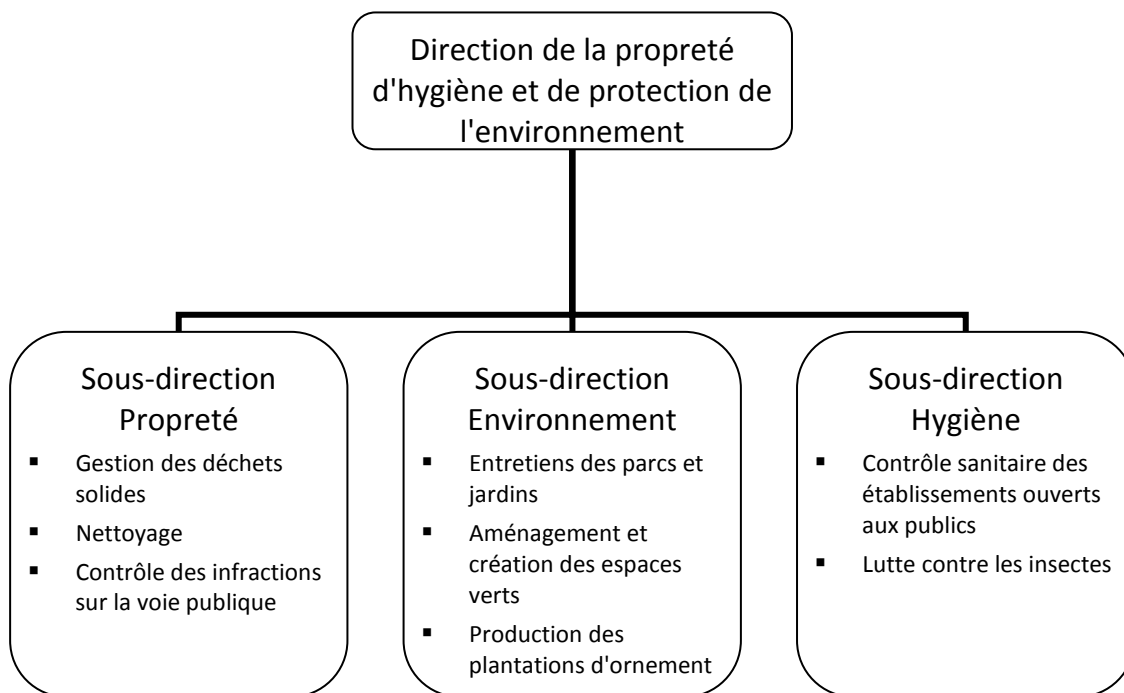 Direction de la propreté
d'hygiène et de protection de
l'environnement
Sous-direction
Propreté
▪ Gestion des déchets
solides
▪ Nettoyage
▪ Contrôle des infractions
sur la voie publique
Sous-direction
Environnement
▪ Entretiens des parcs et
jardins
▪ Aménagement et
création des espaces
verts
▪ Production des
plantations d'ornement
Sous-direction
Hygiène
▪ Contrôle sanitaire des
établissements ouverts
aux publics
▪ Lutte contre les insectes